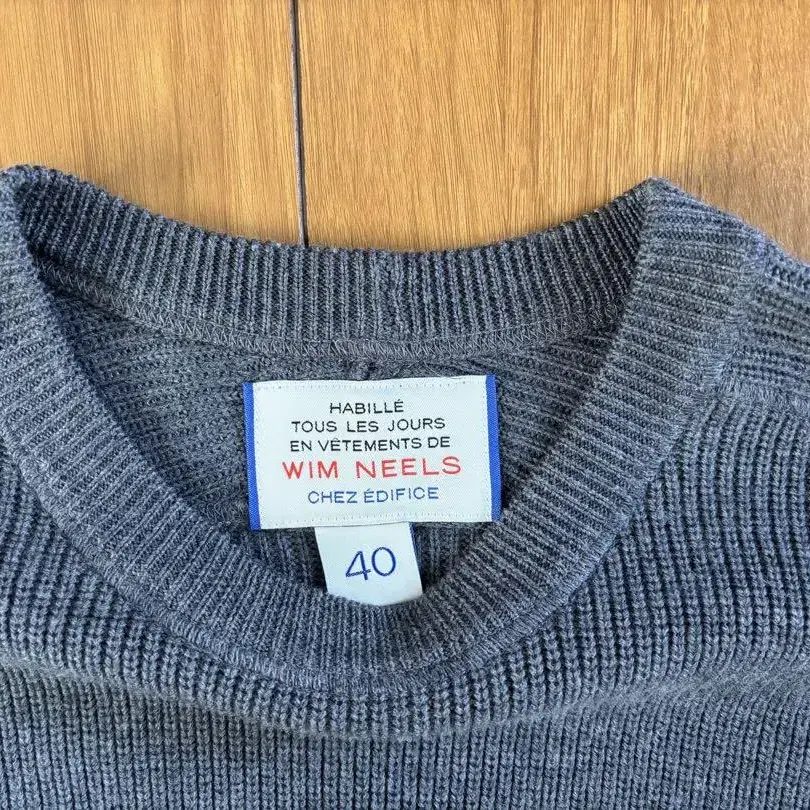 HABILLÉ
TOUS LES JOURS
EN VÊTEMENTS DE
WIM NEELS
CHEZ ÉDIFICE
40